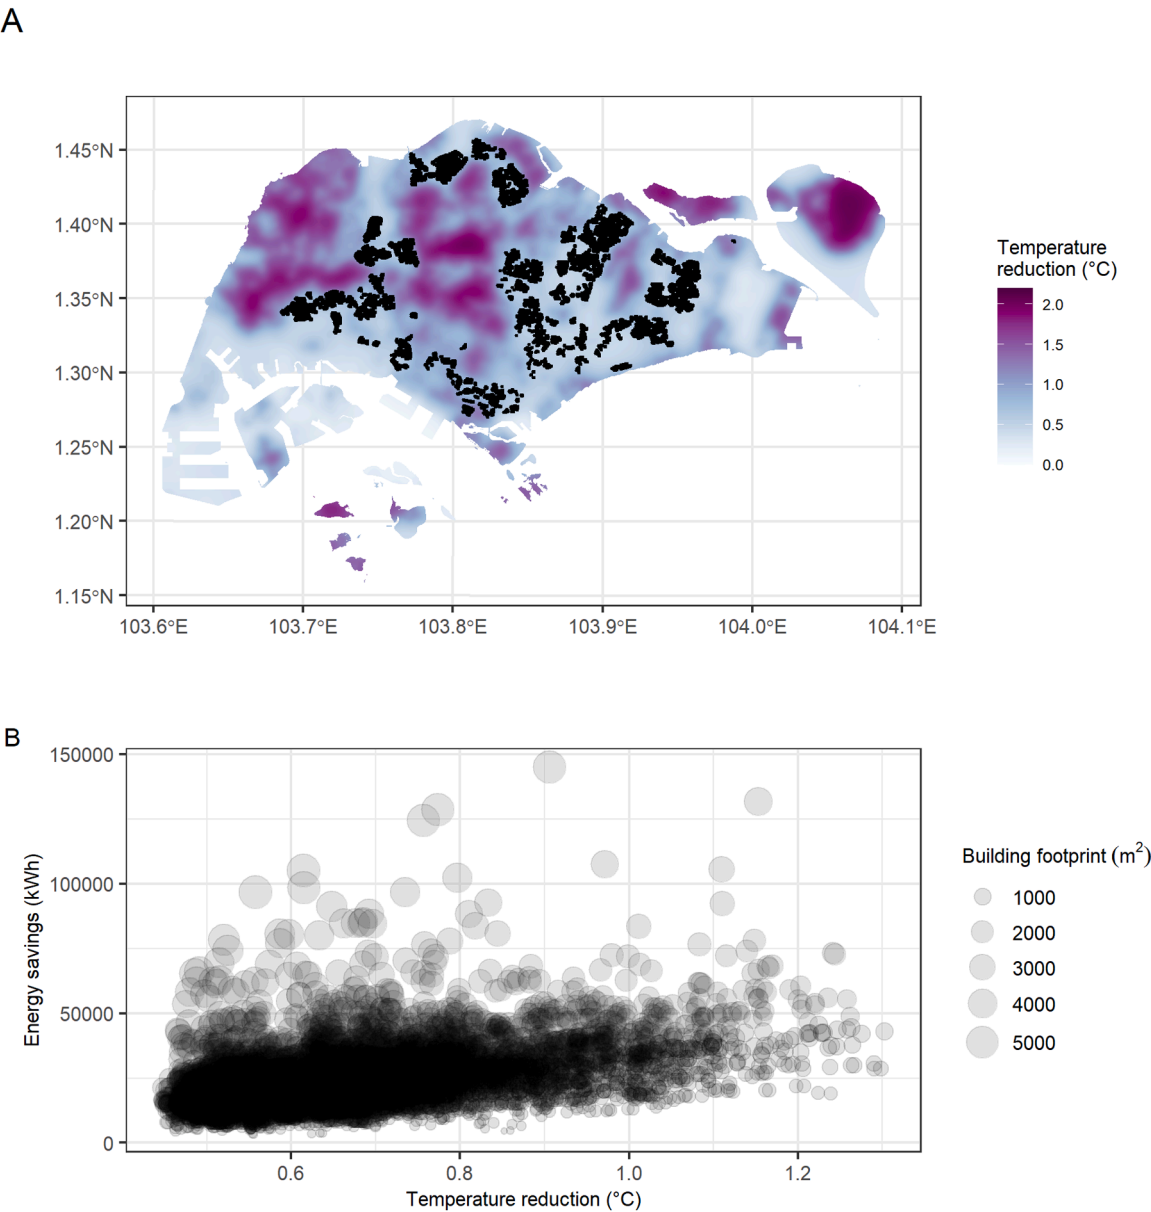 A
1.45°N
1.40°N
1.35°N
1.30°N
1.25°N
1.20°N
1.15°N
103.6°E 103.7°E 103.8°E 103.9°E 104.0°E 104.1°E
Temperature
reduction (°C)
2.0
1.5
1.0
0.5
0.0
B
150000
100000
50000
0
Energy savings (kWh)
0.6 0.8 1.0 1.2
Temperature reduction (°C)
Building footprint (m²)
1000
2000
3000
4000
5000